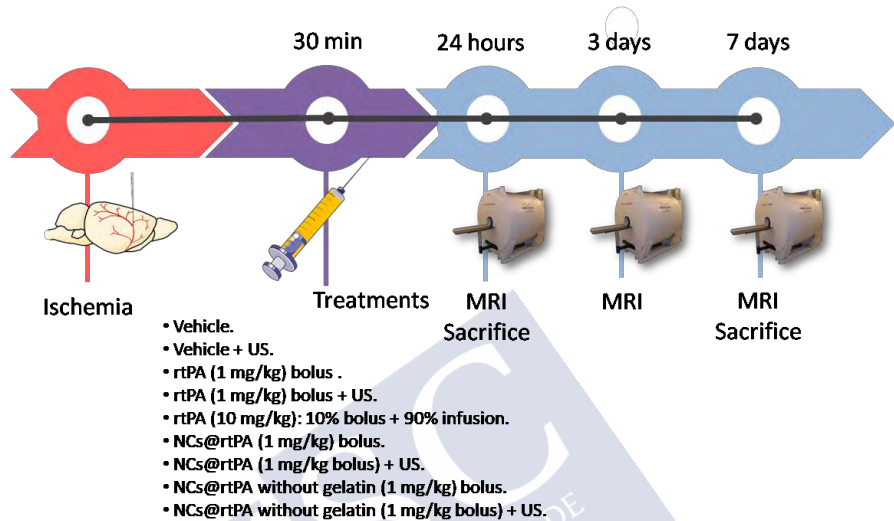 30 min 24 hours 3 days 7 days
Ischemia
Treatments
MRI
Sacrifice
MRI
MRI
Sacrifice
• Vehicle.
• Vehicle + US.
• rtPA (1 mg/kg) bolus .
• rtPA (1 mg/kg) bolus + US.
• rtPA (10 mg/kg): 10% bolus + 90% infusion.
• NCs@rtPA (1 mg/kg) bolus.
• NCs@rtPA (1 mg/kg bolus) + US.
• NCs@rtPA without gelatin (1 mg/kg) bolus.
• NCs@rtPA without gelatin (1 mg/kg bolus) + US.
SC
DE